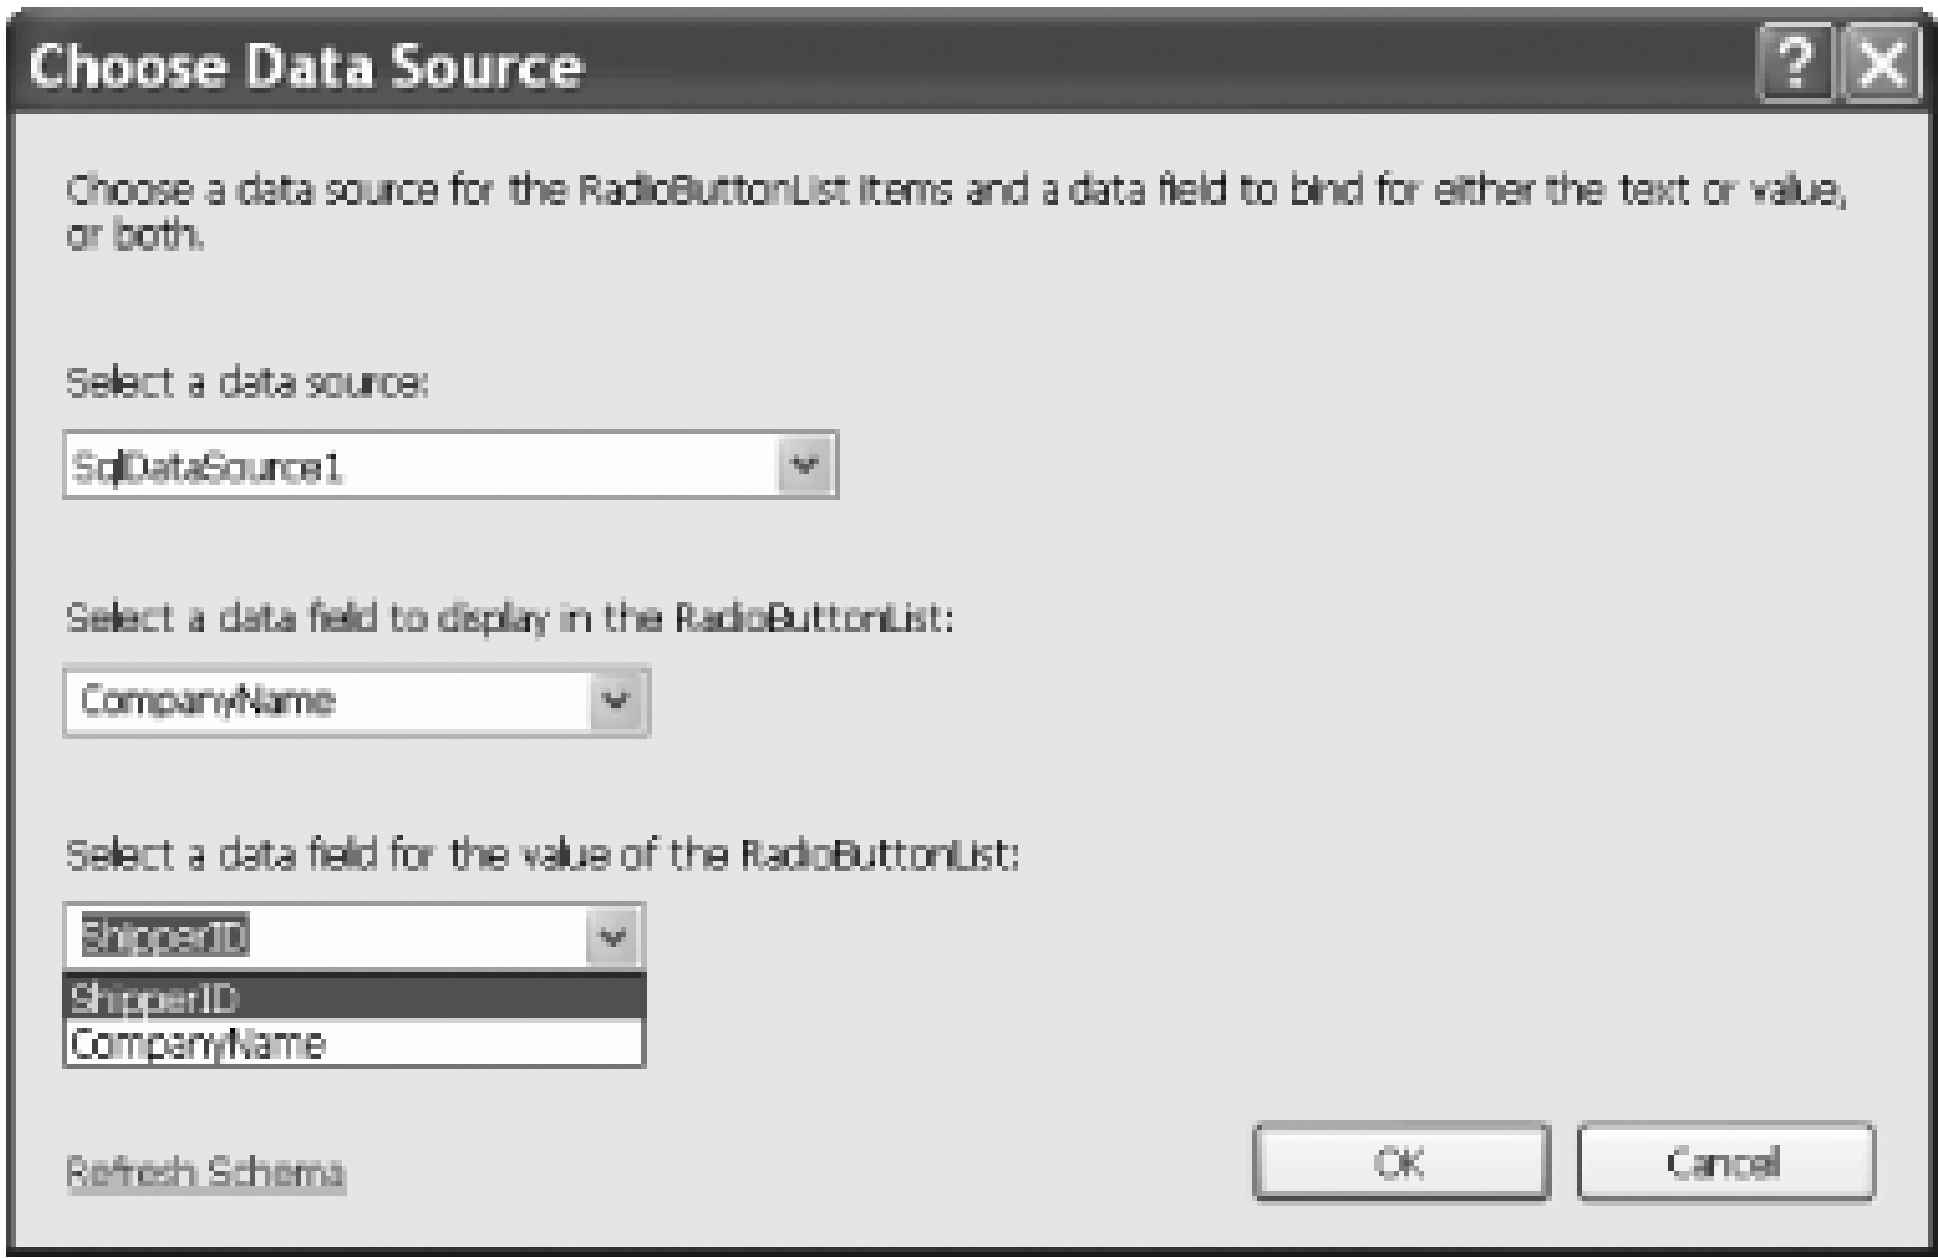 Choose Data Source
Choose a data source for the RadioButtonList items and a data field to bind for either the text or value,
or both.
Select a data source:
SqlDataSource1
Select a data field to display in the RadioButtonList:
CompanyName
Select a data field for the value of the RadioButtonList:
ShipperID
ShipperID
CompanyName
Refresh Schema
OK
Cancel